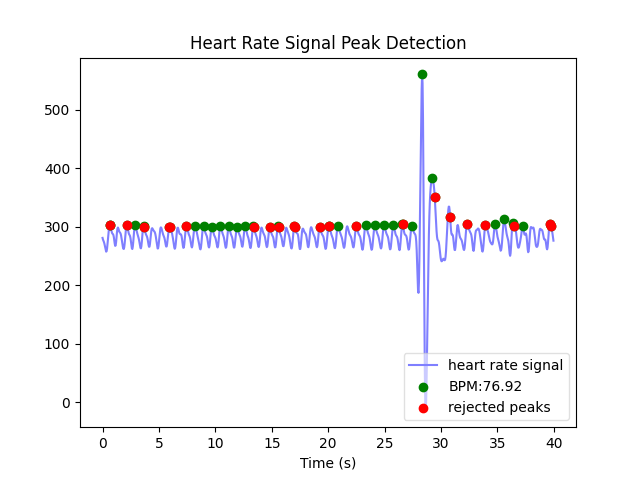 Heart Rate Signal Peak Detection
500
400
300
200
100
0
heart rate signal
BPM:76.92
rejected peaks
0 5 10 15 20 25 30 35 40
Time (s)